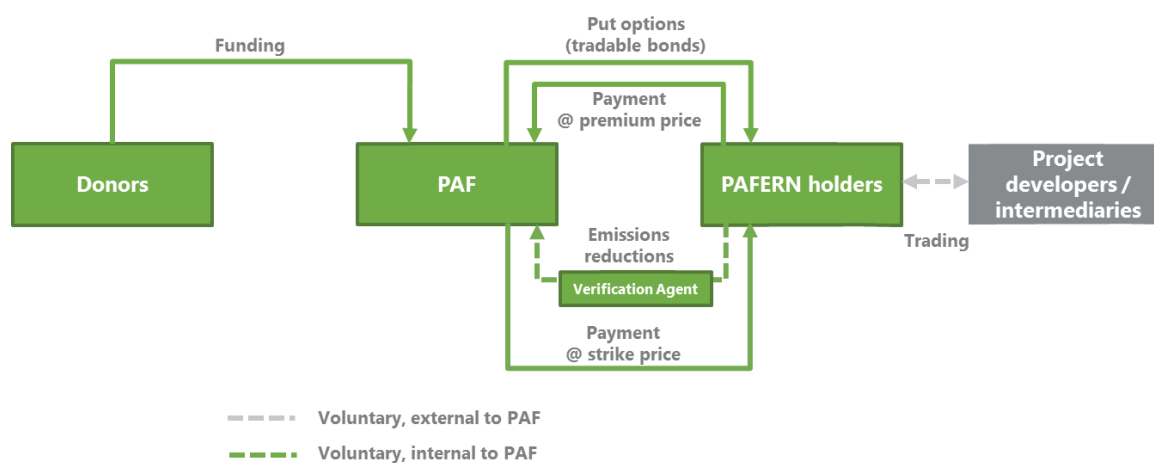 Funding
Put options
(tradable bonds)
Payment
@ premium price
Donors
PAF
PAFERN holders
Project
developers /
intermediaries
Trading
Emissions
reductions
Verification Agent
Payment
@ strike price
Voluntary, external to PAF
Voluntary, internal to PAF